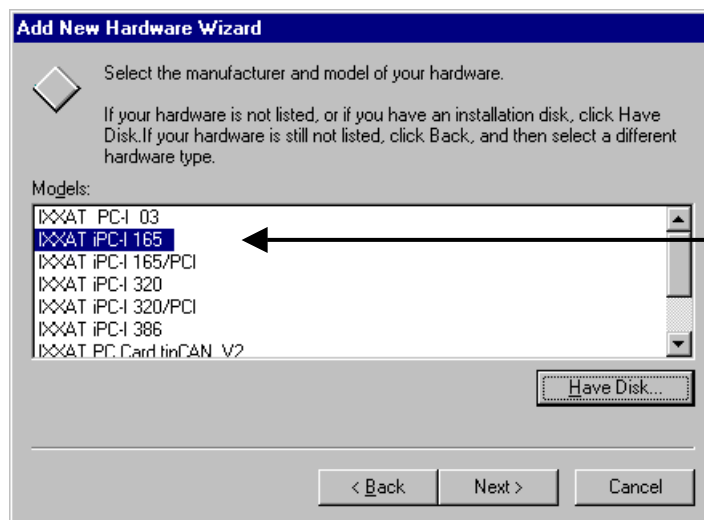 Add New Hardware Wizard
Select the manufacturer and model of your hardware.
If your hardware is not listed, or if you have an installation disk, click Have
Disk.If your hardware is still not listed, click Back, and then select a different
hardware type.
Models:
IXXAT PC-I 03
IXXAT iPC-I 165
IXXAT iPC-I 165/PCI
IXXAT iPC-I 320
IXXAT iPC-I 320/PCI
IXXAT iPC-I 386
IXXAT PC Card tinCAN V2
Have Disk...
< Back
Next >
Cancel